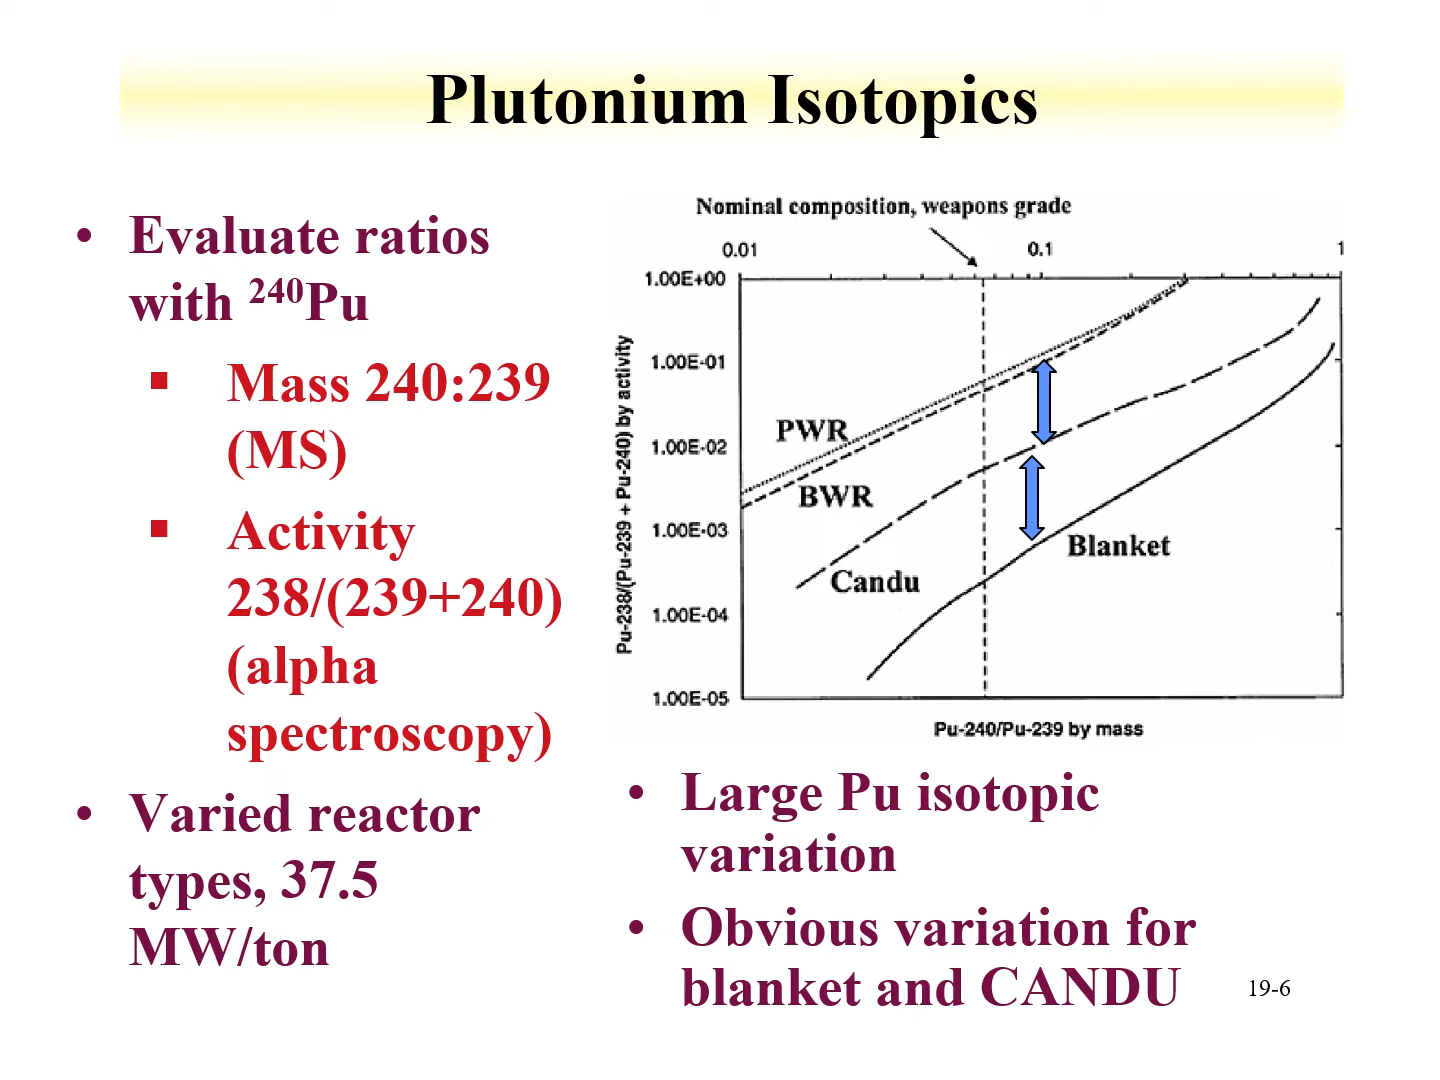 Plutonium Isotopics
• Evaluate ratios
with ²⁴⁰Pu
▪ Mass 240:239
(MS)
▪ Activity
238/(239+240)
(alpha
spectroscopy)
• Varied reactor
types, 37.5
MW/ton
Nominal composition, weapons grade
0.01 0.1 1
1.00E+00
1.00E-01
1.00E-02
1.00E-03
1.00E-04
1.00E-05
Pu-238/(Pu-239 + Pu-240) by activity
PWR
BWR
Candu
Blanket
Pu-240/Pu-239 by mass
• Large Pu isotopic
variation
• Obvious variation for
blanket and CANDU
19-6